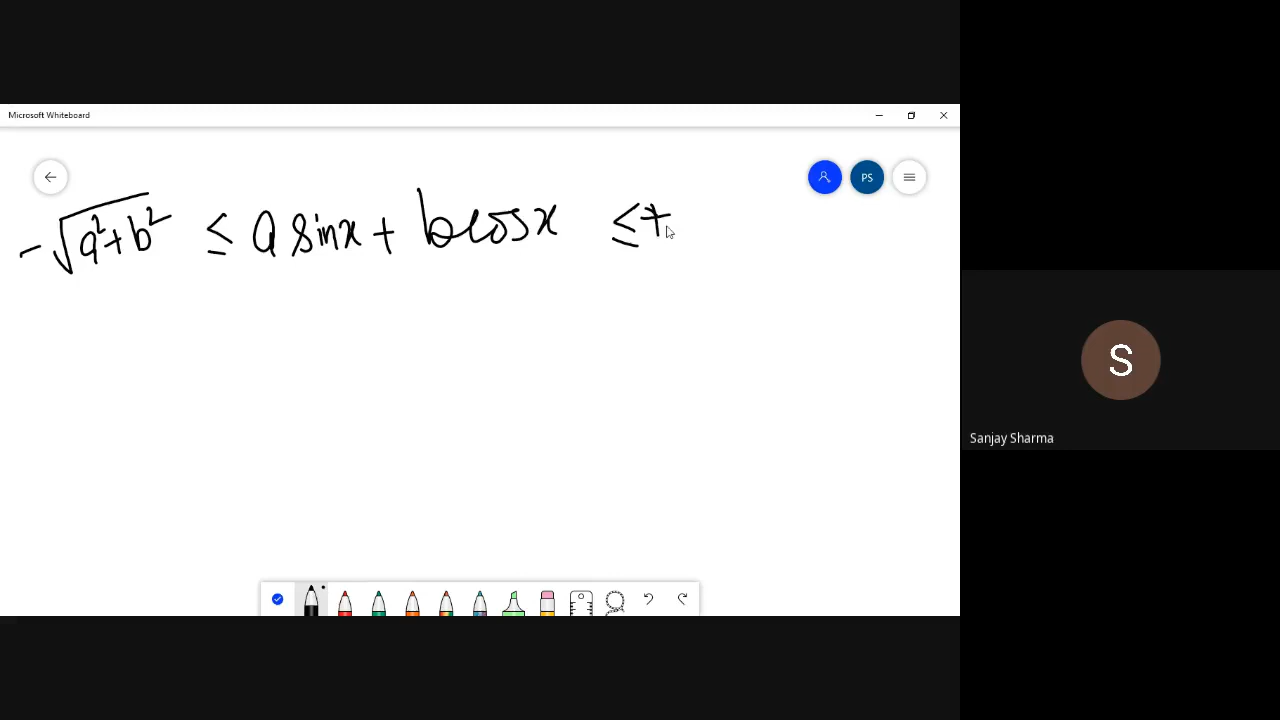 Microsoft Whiteboard
PS
-√a²+b² ≤ a sinx + bcosx ≤+
S
Sanjay Sharma